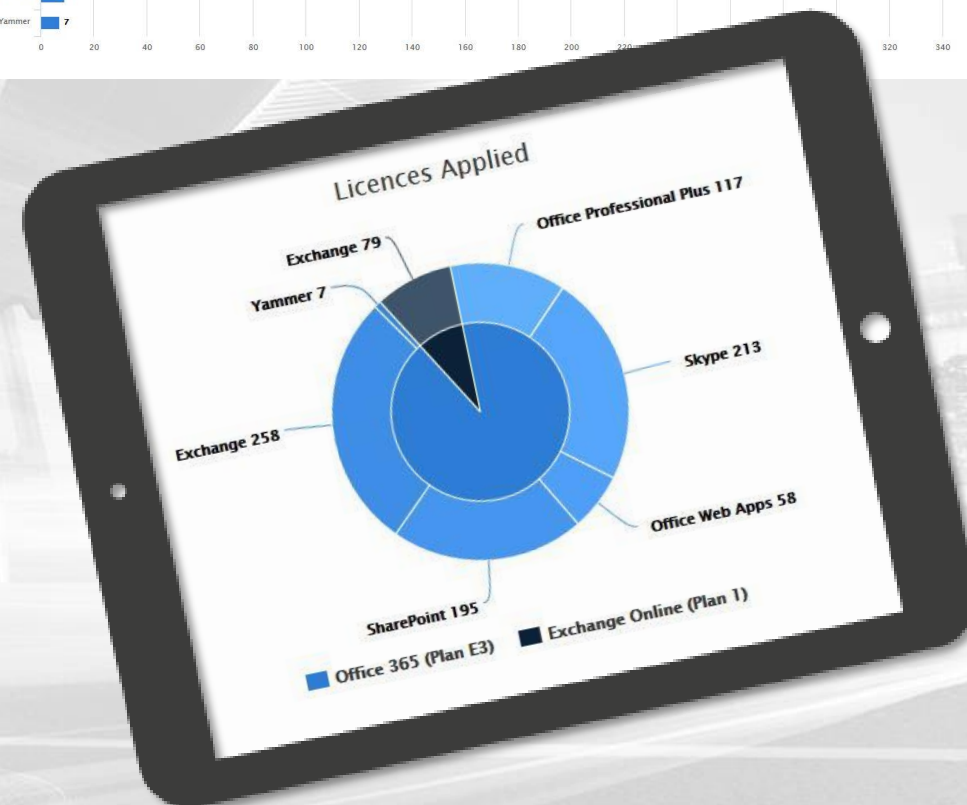 Yammer 7
0 20 40 60 80 100 120 140 160 180 200 220 320 340
Licences Applied
Office Professional Plus 117
Exchange 79
Yammer 7
Skype 213
Exchange 258
Office Web Apps 58
SharePoint 195
Office 365 (Plan E3) Exchange Online (Plan 1)